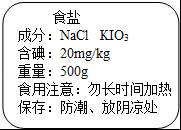 食盐
成分：NaCl KIO3
含碘：20mg/kg
重量：500g
食用注意：勿长时间加热
保存：防潮、放阴凉处